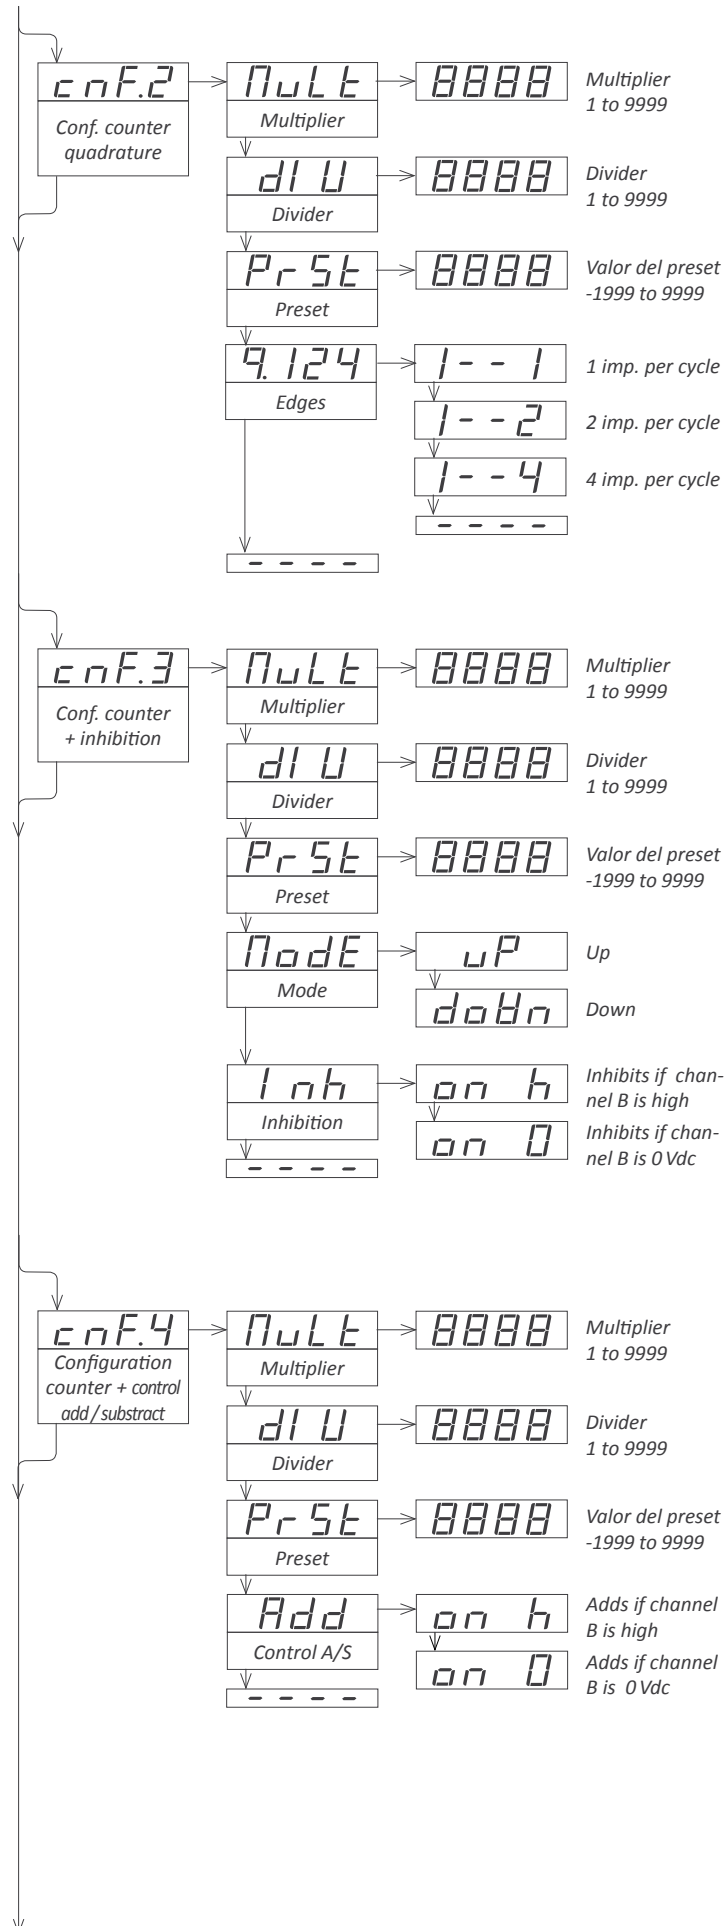 cnF.2
Conf. counter
quadrature
MuLt
Multiplier
8888
Multiplier
1 to 9999
dIV
Divider
8888
Divider
1 to 9999
PrSt
Preset
8888
Valor del preset
-1999 to 9999
q.124
Edges
1--1
1 imp. per cycle
1--2
2 imp. per cycle
1--4
4 imp. per cycle
----
----
cnF.3
Conf. counter
+ inhibition
MuLt
Multiplier
8888
Multiplier
1 to 9999
dIV
Divider
8888
Divider
1 to 9999
PrSt
Preset
8888
Valor del preset
-1999 to 9999
ModE
Mode
uP
Up
doWn
Down
Inh
Inhibition
on h
Inhibits if chan-
nel B is high
on 0
Inhibits if chan-
nel B is 0 Vdc
----
cnF.4
Configuration
counter + control
add / substract
MuLt
Multiplier
8888
Multiplier
1 to 9999
dIV
Divider
8888
Divider
1 to 9999
PrSt
Preset
8888
Valor del preset
-1999 to 9999
Add
Control A/S
on h
Adds if channel
B is high
on 0
Adds if channel
B is 0 Vdc
----